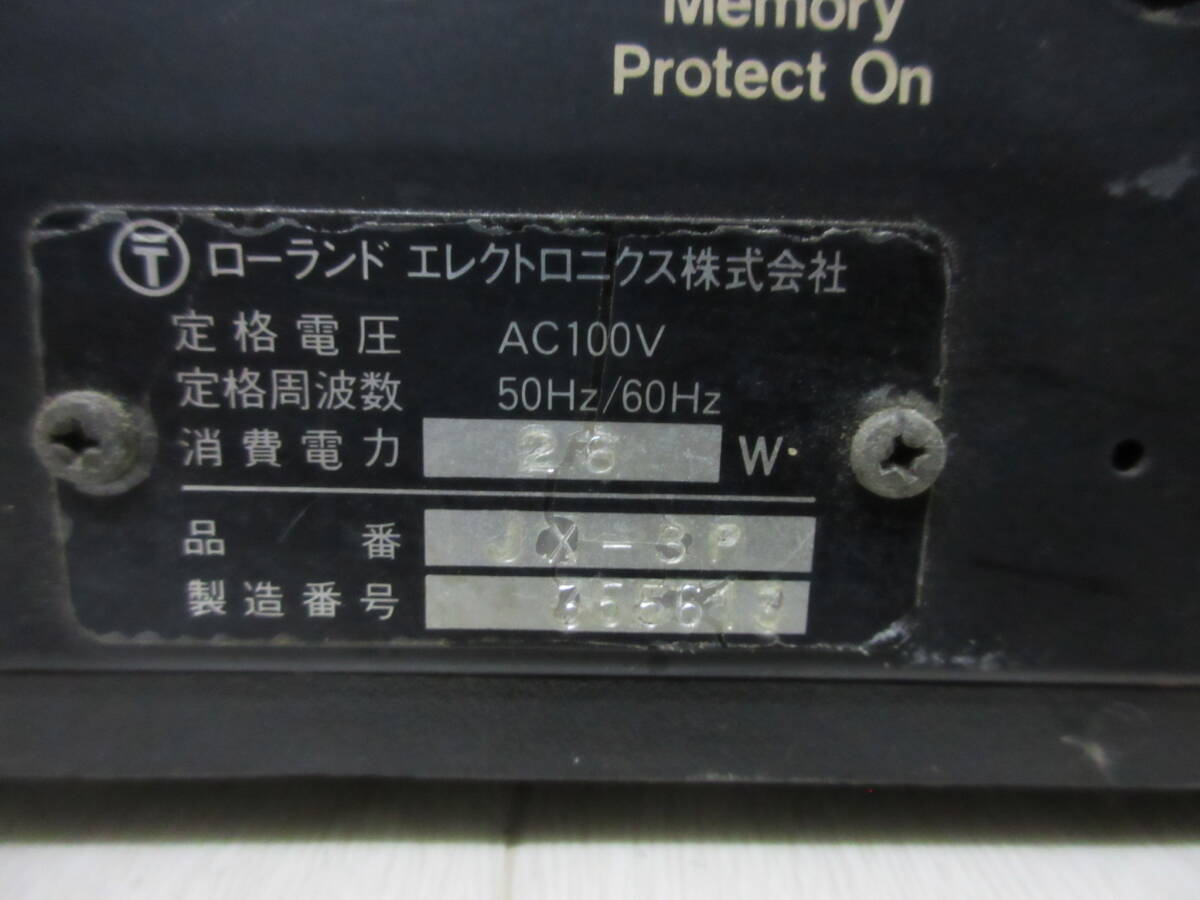 Memory
Protect On
ローランド エレクトロニクス株式会社
定格電圧 AC100V
定格周波数 50Hz/60Hz
消費電力 26 W
品番 JX-3P
製造番号 355613